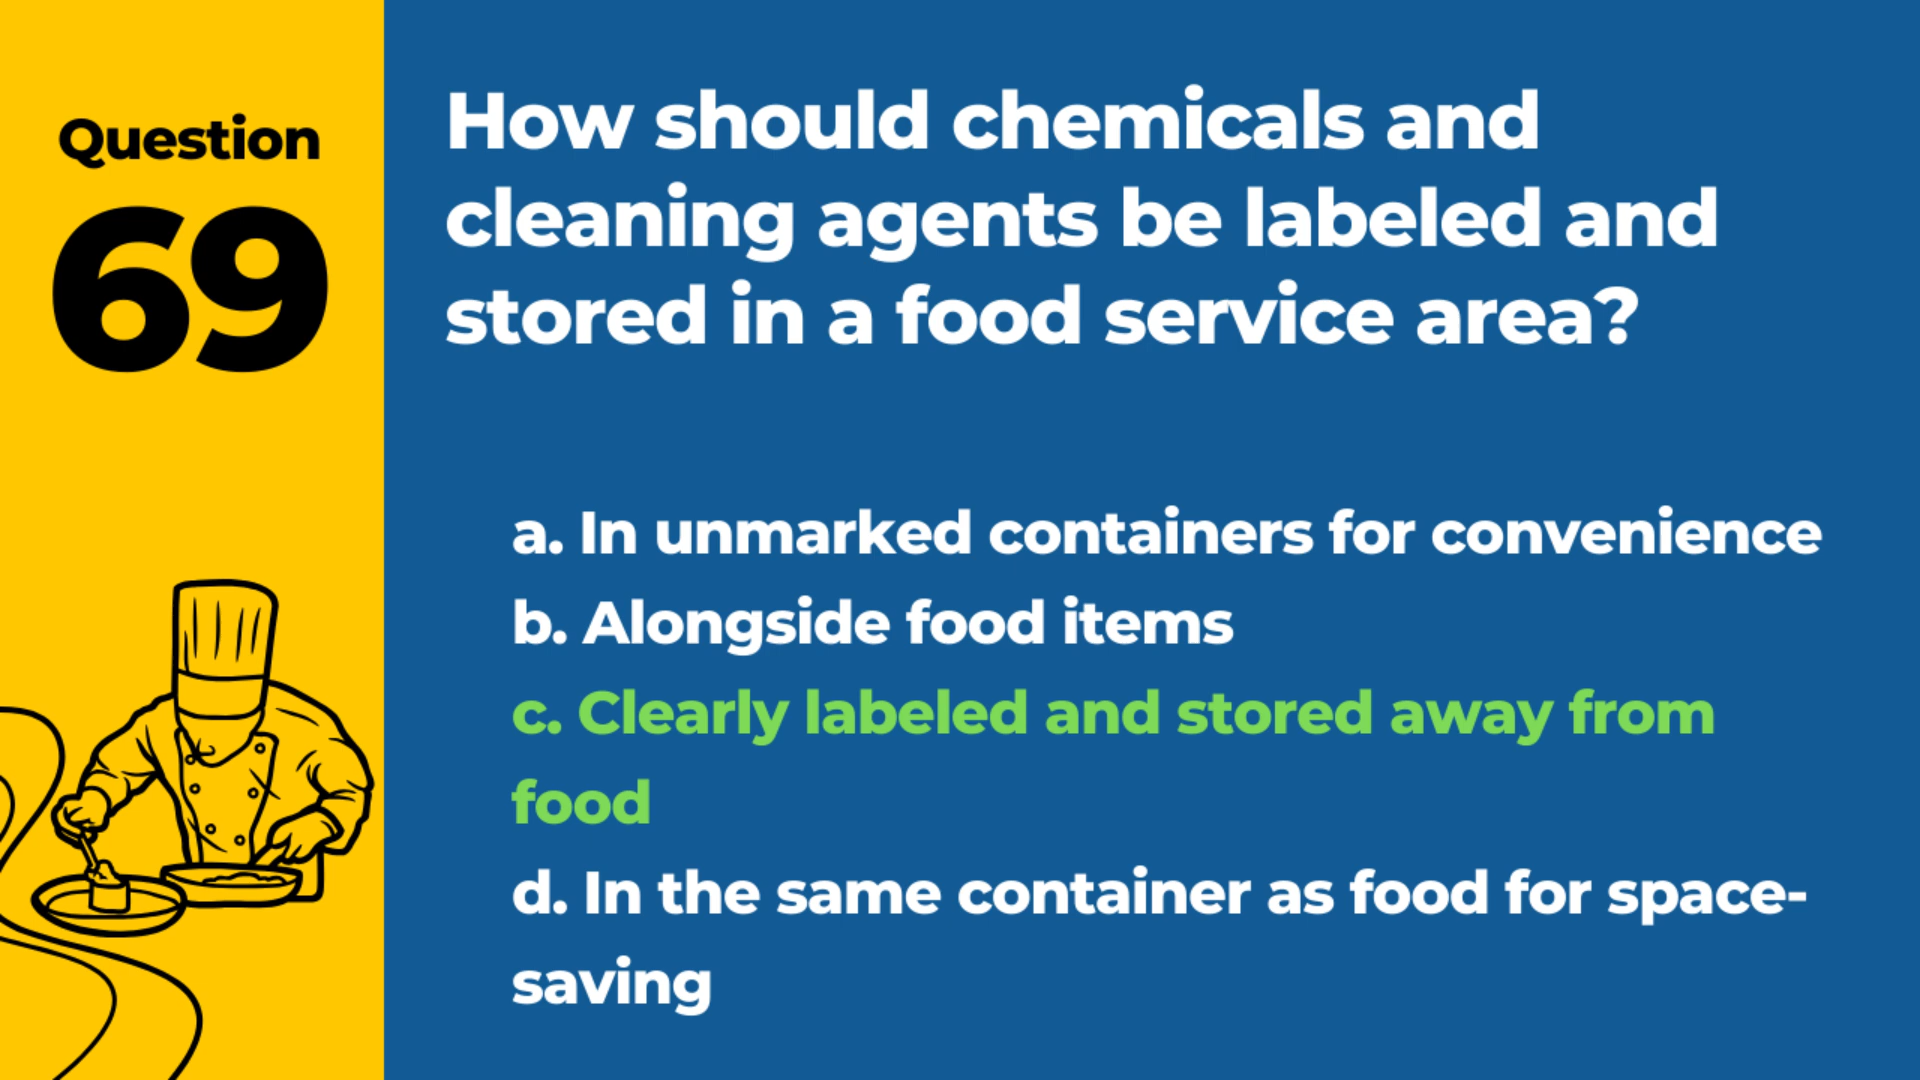 Question
69
How should chemicals and
cleaning agents be labeled and
stored in a food service area?
a. In unmarked containers for convenience
b. Alongside food items
c. Clearly labeled and stored away from
food
d. In the same container as food for space-
saving